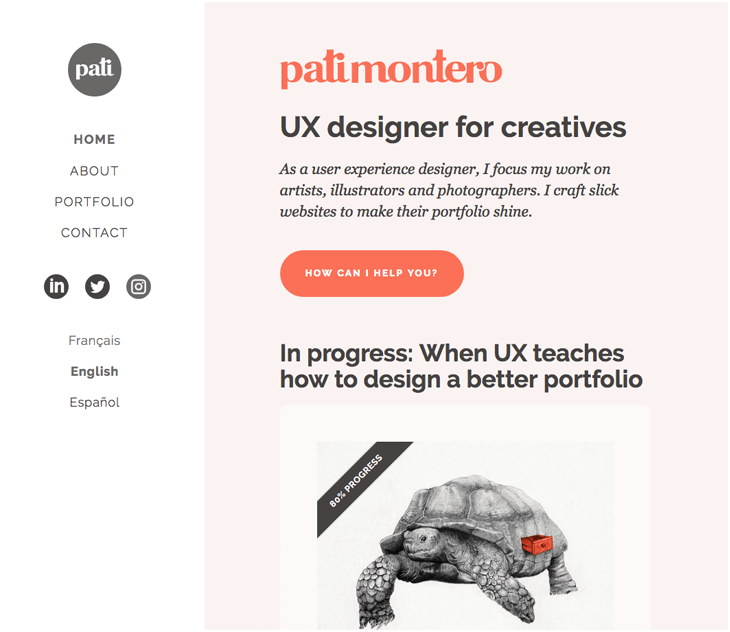 pati
HOME
ABOUT
PORTFOLIO
CONTACT
in
Français
English
Español
patimontero
UX designer for creatives
As a user experience designer, I focus my work on
artists, illustrators and photographers. I craft slick
websites to make their portfolio shine.
HOW CAN I HELP YOU?
In progress: When UX teaches
how to design a better portfolio
80% PROGRESS